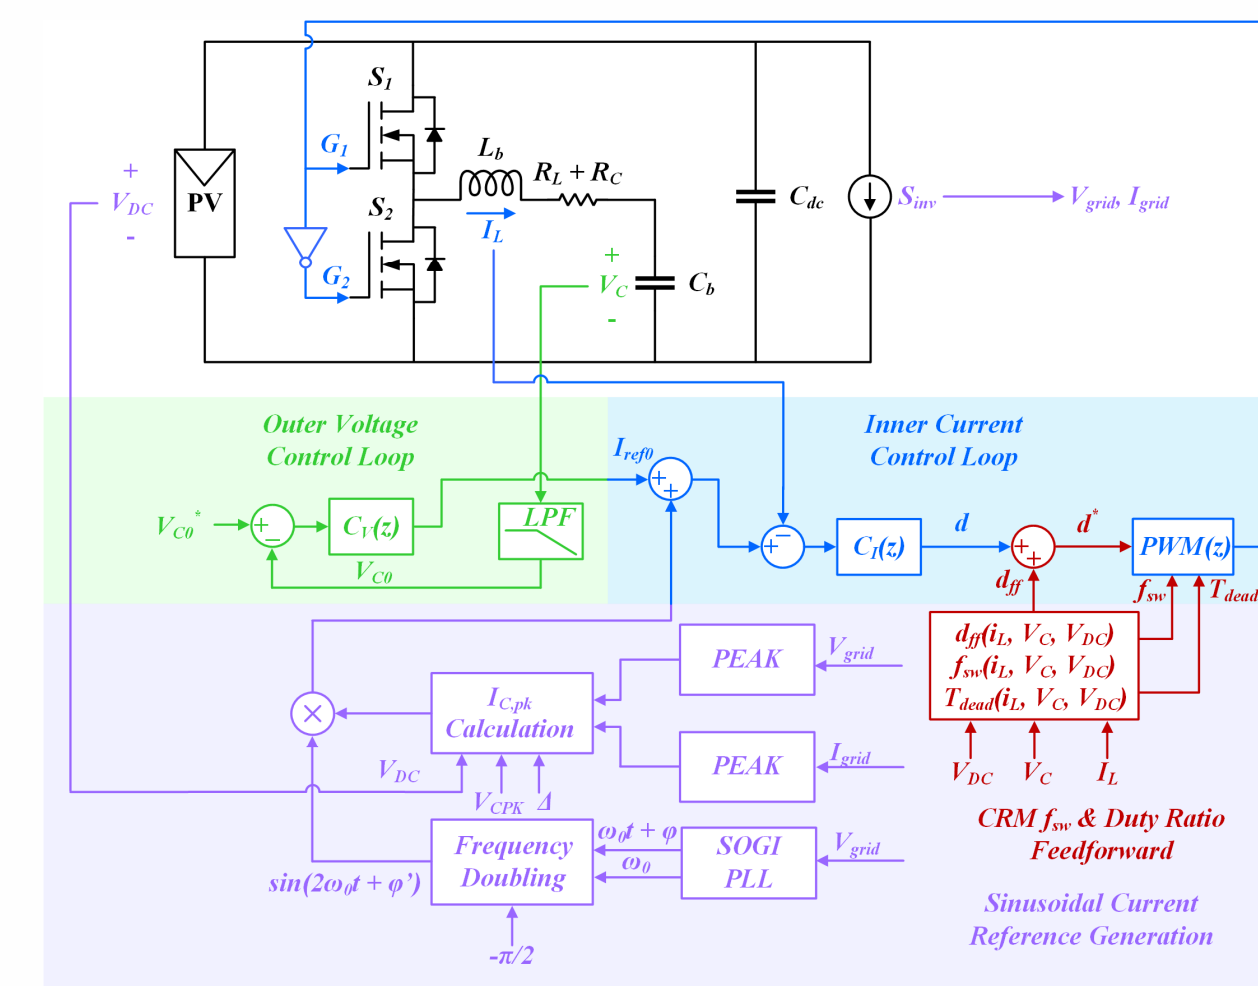 S1
G1
Lb
RL + RC
+
VDC
-
PV
S2
IL
Cdc
Sinv
Vgrid, Igrid
G2
+
VC
-
Cb
Outer Voltage
Control Loop
Inner Current
Control Loop
Iref0
+
+
VC0*
+
−
CV(z)
LPF
VC0
+
−
CI(z)
d
+
+
d*
PWM(z)
dff
fsw
Tdead
dff(iL, VC, VDC)
fsw(iL, VC, VDC)
Tdead(iL, VC, VDC)
VDC
VC
IL
CRM fsw & Duty Ratio
Feedforward
PEAK
Vgrid
IC,pk
Calculation
×
PEAK
Igrid
VDC
VCPK
Δ
Frequency
Doubling
ω0t + φ
ω0
SOGI
PLL
Vgrid
sin(2ω0t + φ’)
-π/2
Sinusoidal Current
Reference Generation